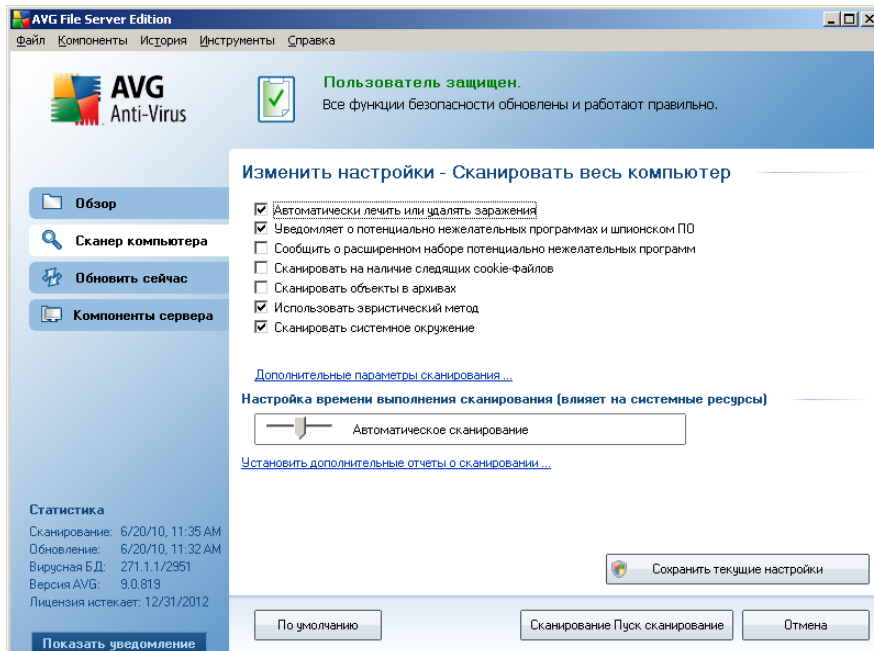 AVG File Server Edition
Файл Компоненты История Инструменты Справка
AVG
Anti-Virus
Пользователь защищен.
Все функции безопасности обновлены и работают правильно.
Обзор
Сканер компьютера
Обновить сейчас
Компоненты сервера
Изменить настройки - Сканировать весь компьютер
Автоматически лечить или удалять заражения
Уведомляет о потенциально нежелательных программах и шпионском ПО
Сообщить о расширенном наборе потенциально нежелательных программ
Сканировать на наличие следящих cookie-файлов
Сканировать объекты в архивах
Использовать эвристический метод
Сканировать системное окружение
Дополнительные параметры сканирования ...
Настройка времени выполнения сканирования (влияет на системные ресурсы)
Автоматическое сканирование
Установить дополнительные отчеты о сканировании ...
Статистика
Сканирование: 6/20/10, 11:35 AM
Обновление: 6/20/10, 11:32 AM
Вирусная БД: 271.1.1/2951
Версия AVG: 9.0.819
Лицензия истекает: 12/31/2012
Показать уведомление
Сохранить текущие настройки
По умолчанию
Сканирование Пуск сканирование
Отмена